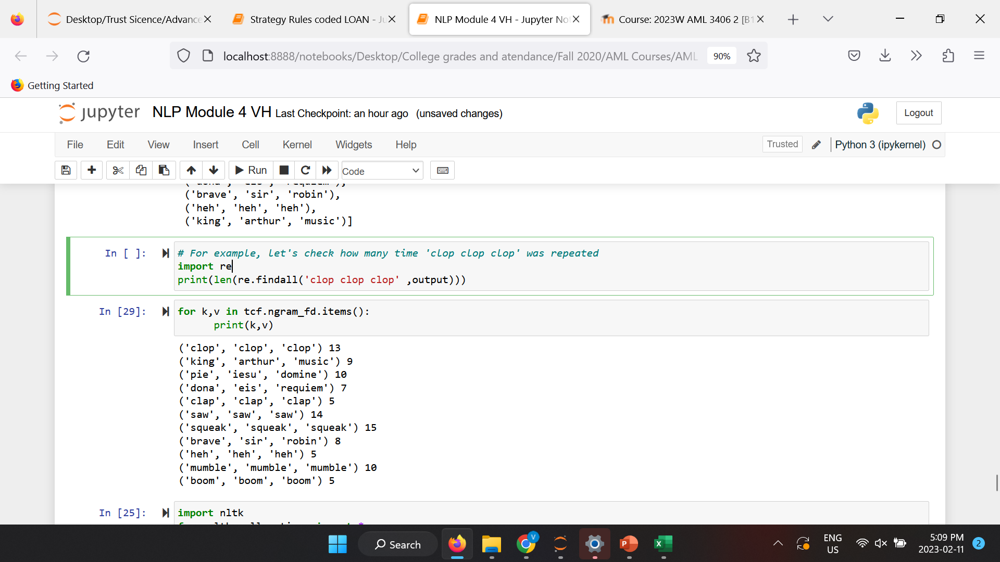 Desktop/Trust Sicence/Advance
Strategy Rules coded LOAN - Ju
NLP Module 4 VH - Jupyter Not
Course: 2023W AML 3406 2 [B1
localhost:8888/notebooks/Desktop/College grades and atendance/Fall 2020/AML Courses/AML
90%
Getting Started
jupyter NLP Module 4 VH Last Checkpoint: an hour ago (unsaved changes)
Logout
File Edit View Insert Cell Kernel Widgets Help
Trusted Python 3 (ipykernel)
Run Code
('brave', 'sir', 'robin'),
('heh', 'heh', 'heh'),
('king', 'arthur', 'music')]
In [ ]: # For example, let's check how many time 'clop clop clop' was repeated
import re
print(len(re.findall('clop clop clop' ,output)))
In [29]: for k,v in tcf.ngram_fd.items():
print(k,v)
('clop', 'clop', 'clop') 13
('king', 'arthur', 'music') 9
('pie', 'iesu', 'domine') 10
('dona', 'eis', 'requiem') 7
('clap', 'clap', 'clap') 5
('saw', 'saw', 'saw') 14
('squeak', 'squeak', 'squeak') 15
('brave', 'sir', 'robin') 8
('heh', 'heh', 'heh') 5
('mumble', 'mumble', 'mumble') 10
('boom', 'boom', 'boom') 5
In [25]: import nltk
Search
V
P
X
ENG
US
5:09 PM
2023-02-11
2